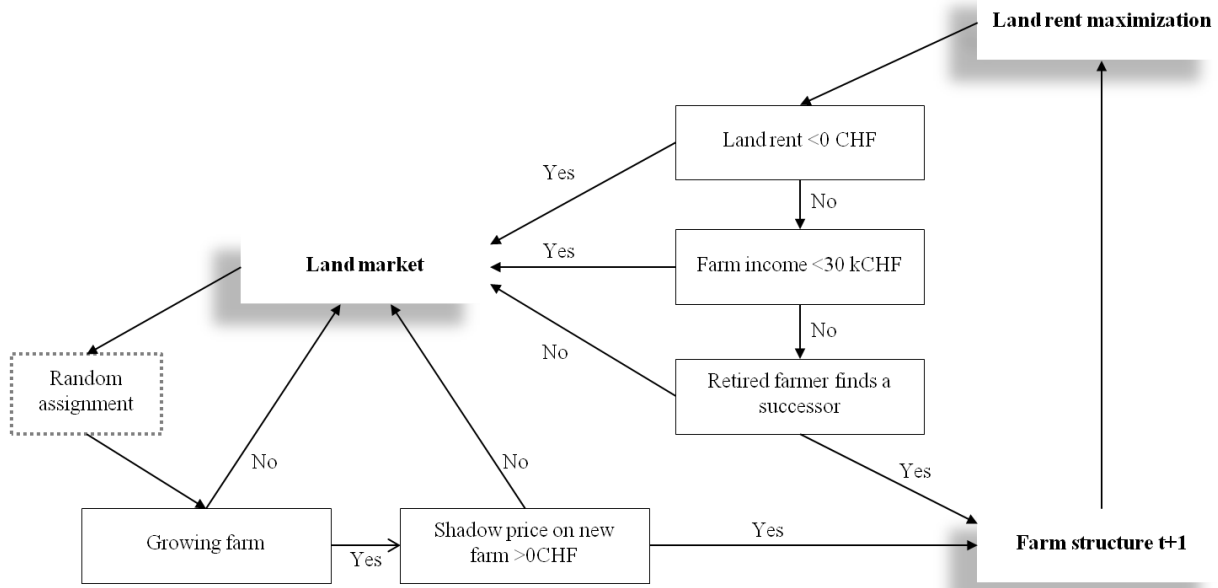 Land rent maximization
Land rent <0 CHF
Yes
No
Land market
Yes
Farm income <30 kCHF
No
No
Random
assignment
Retired farmer finds a
successor
No
No
Yes
Growing farm
Yes
Shadow price on new
farm >0CHF
Yes
Farm structure t+1